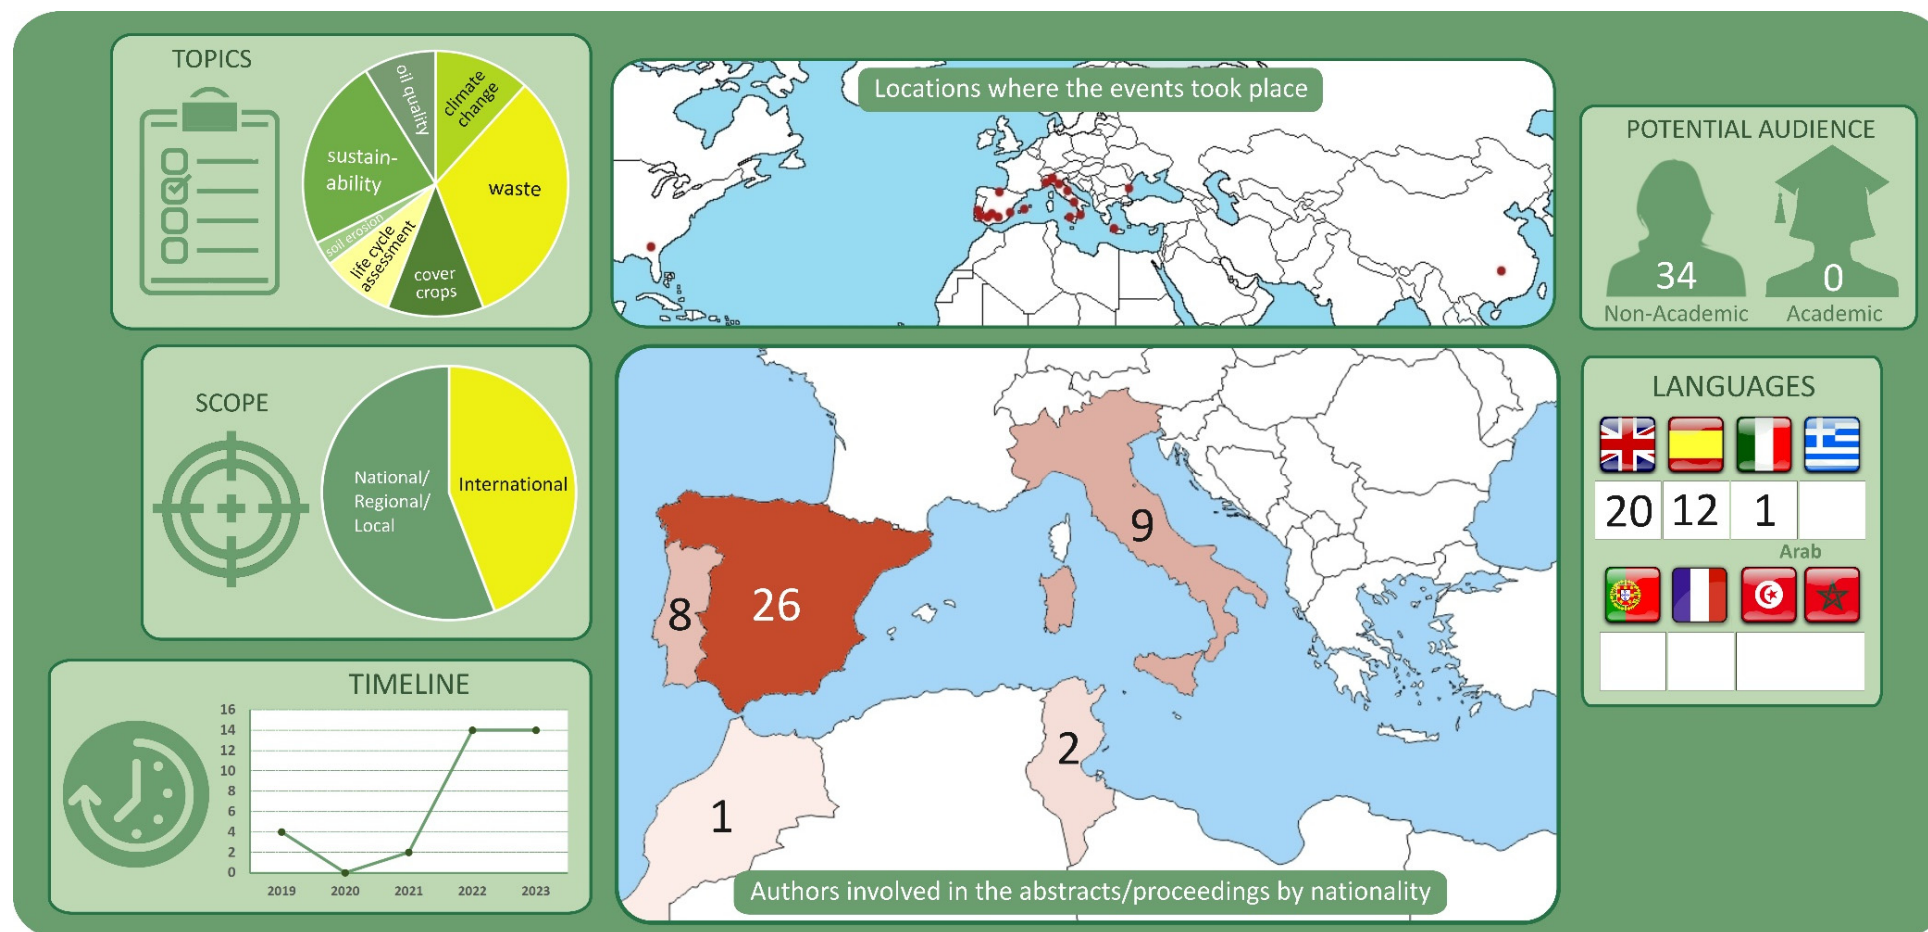 TOPICS
oil qnality
climate
change
sustain-
ability
waste
soil erosion
life cycle
assessment
cover
crops
Locations where the events took place
POTENTIAL AUDIENCE
34
0
Non-Academic
Academic
SCOPE
National/
Regional/
Local
International
LANGUAGES
20
12
1
Arab
9
8
26
2
1
Authors involved in the abstracts/proceedings by nationality
TIMELINE
16
14
12
10
8
6
4
2
0
2019
2020
2021
2022
2023